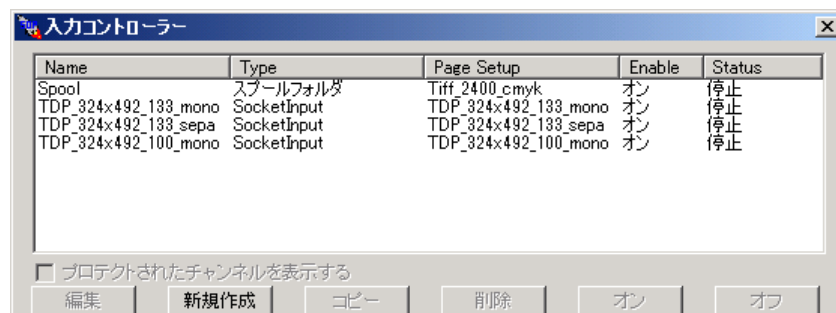 入力コントローラー
Name Type Page Setup Enable Status
Spool スプールフォルダ Tiff_2400_cmyk オン 停止
TDP_324x492_133_mono SocketInput TDP_324x492_133_mono オン 停止
TDP_324x492_133_sepa SocketInput TDP_324x492_133_sepa オン 停止
TDP_324x492_100_mono SocketInput TDP_324x492_100_mono オン 停止
プロテクトされたチャンネルを表示する
編集 新規作成 コピー 削除 オン オフ